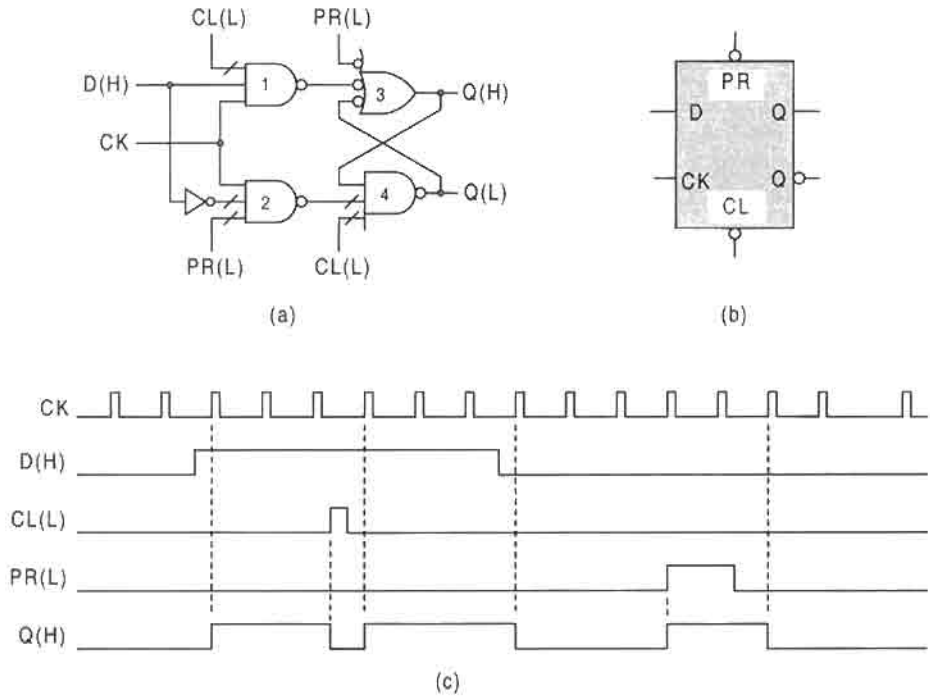 CL(L) PR(L)
D(H) 1 3 Q(H)
CK
2 4 Q(L)
PR(L) CL(L)
(a)
PR
D Q
CK Q
CL
(b)
CK
D(H)
CL(L)
PR(L)
Q(H)
(c)